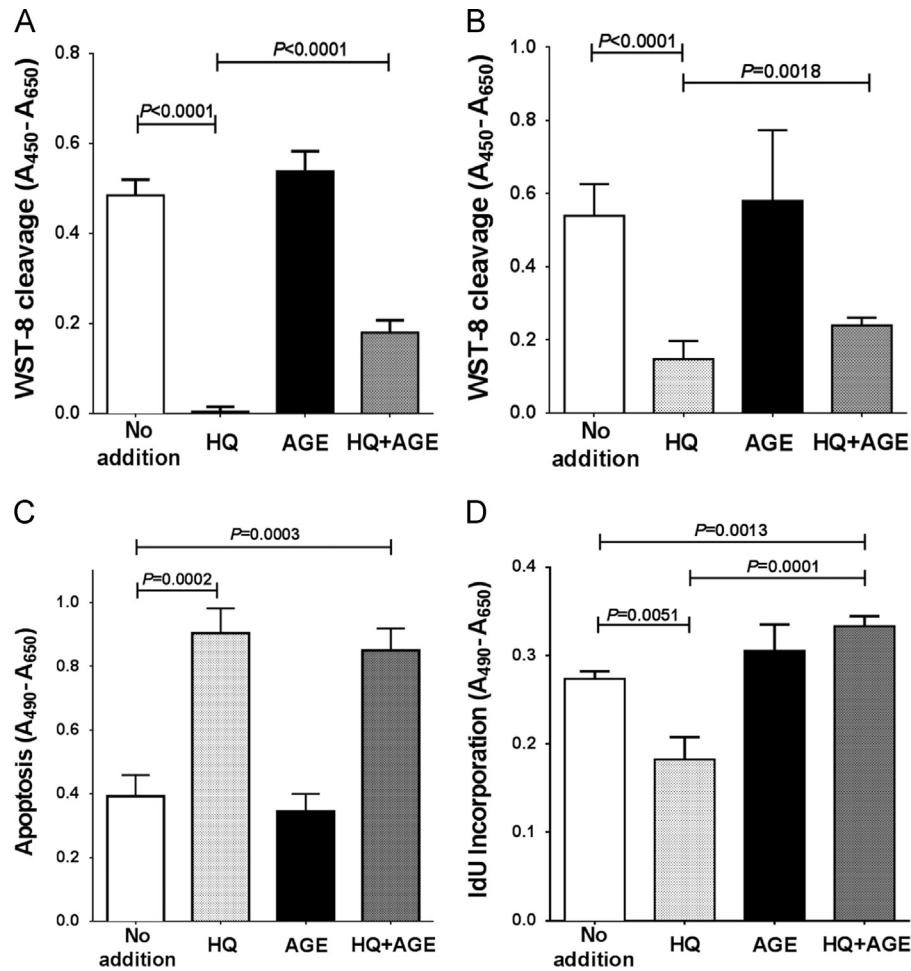 A
WST-8 cleavage (A450-A650)
P<0.0001
P<0.0001
0.8
0.6
0.4
0.2
0.0
No addition
HQ
AGE
HQ+AGE
B
WST-8 cleavage (A450-A650)
P<0.0001
P=0.0018
1.0
0.8
0.6
0.4
0.2
0.0
No addition
HQ
AGE
HQ+AGE
C
Apoptosis (A490-A650)
P=0.0003
P=0.0002
1.0
0.8
0.6
0.4
0.2
0.0
No addition
HQ
AGE
HQ+AGE
D
IdU Incorporation (A490-A650)
P=0.0013
P=0.0001
P=0.0051
0.4
0.3
0.2
0.1
0.0
No addition
HQ
AGE
HQ+AGE